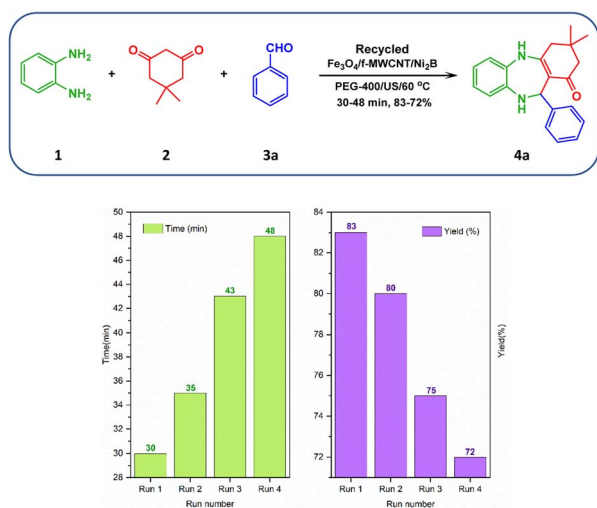 NH2
NH2
+
O
O
+
CHO
Recycled
Fe3O4/f-MWCNT/Ni2B
PEG-400/US/60 °C
30-48 min, 83-72%
H
N
N
H
O
1
2
3a
4a
50
48
46
44
42
40
38
36
34
32
30
28
Time(min)
Time (min)
30
35
43
48
Run 1
Run 2
Run 3
Run 4
Run number
84
82
80
78
76
74
72
Yield(%)
Yield (%)
83
80
75
72
Run 1
Run 2
Run 3
Run 4
Run number